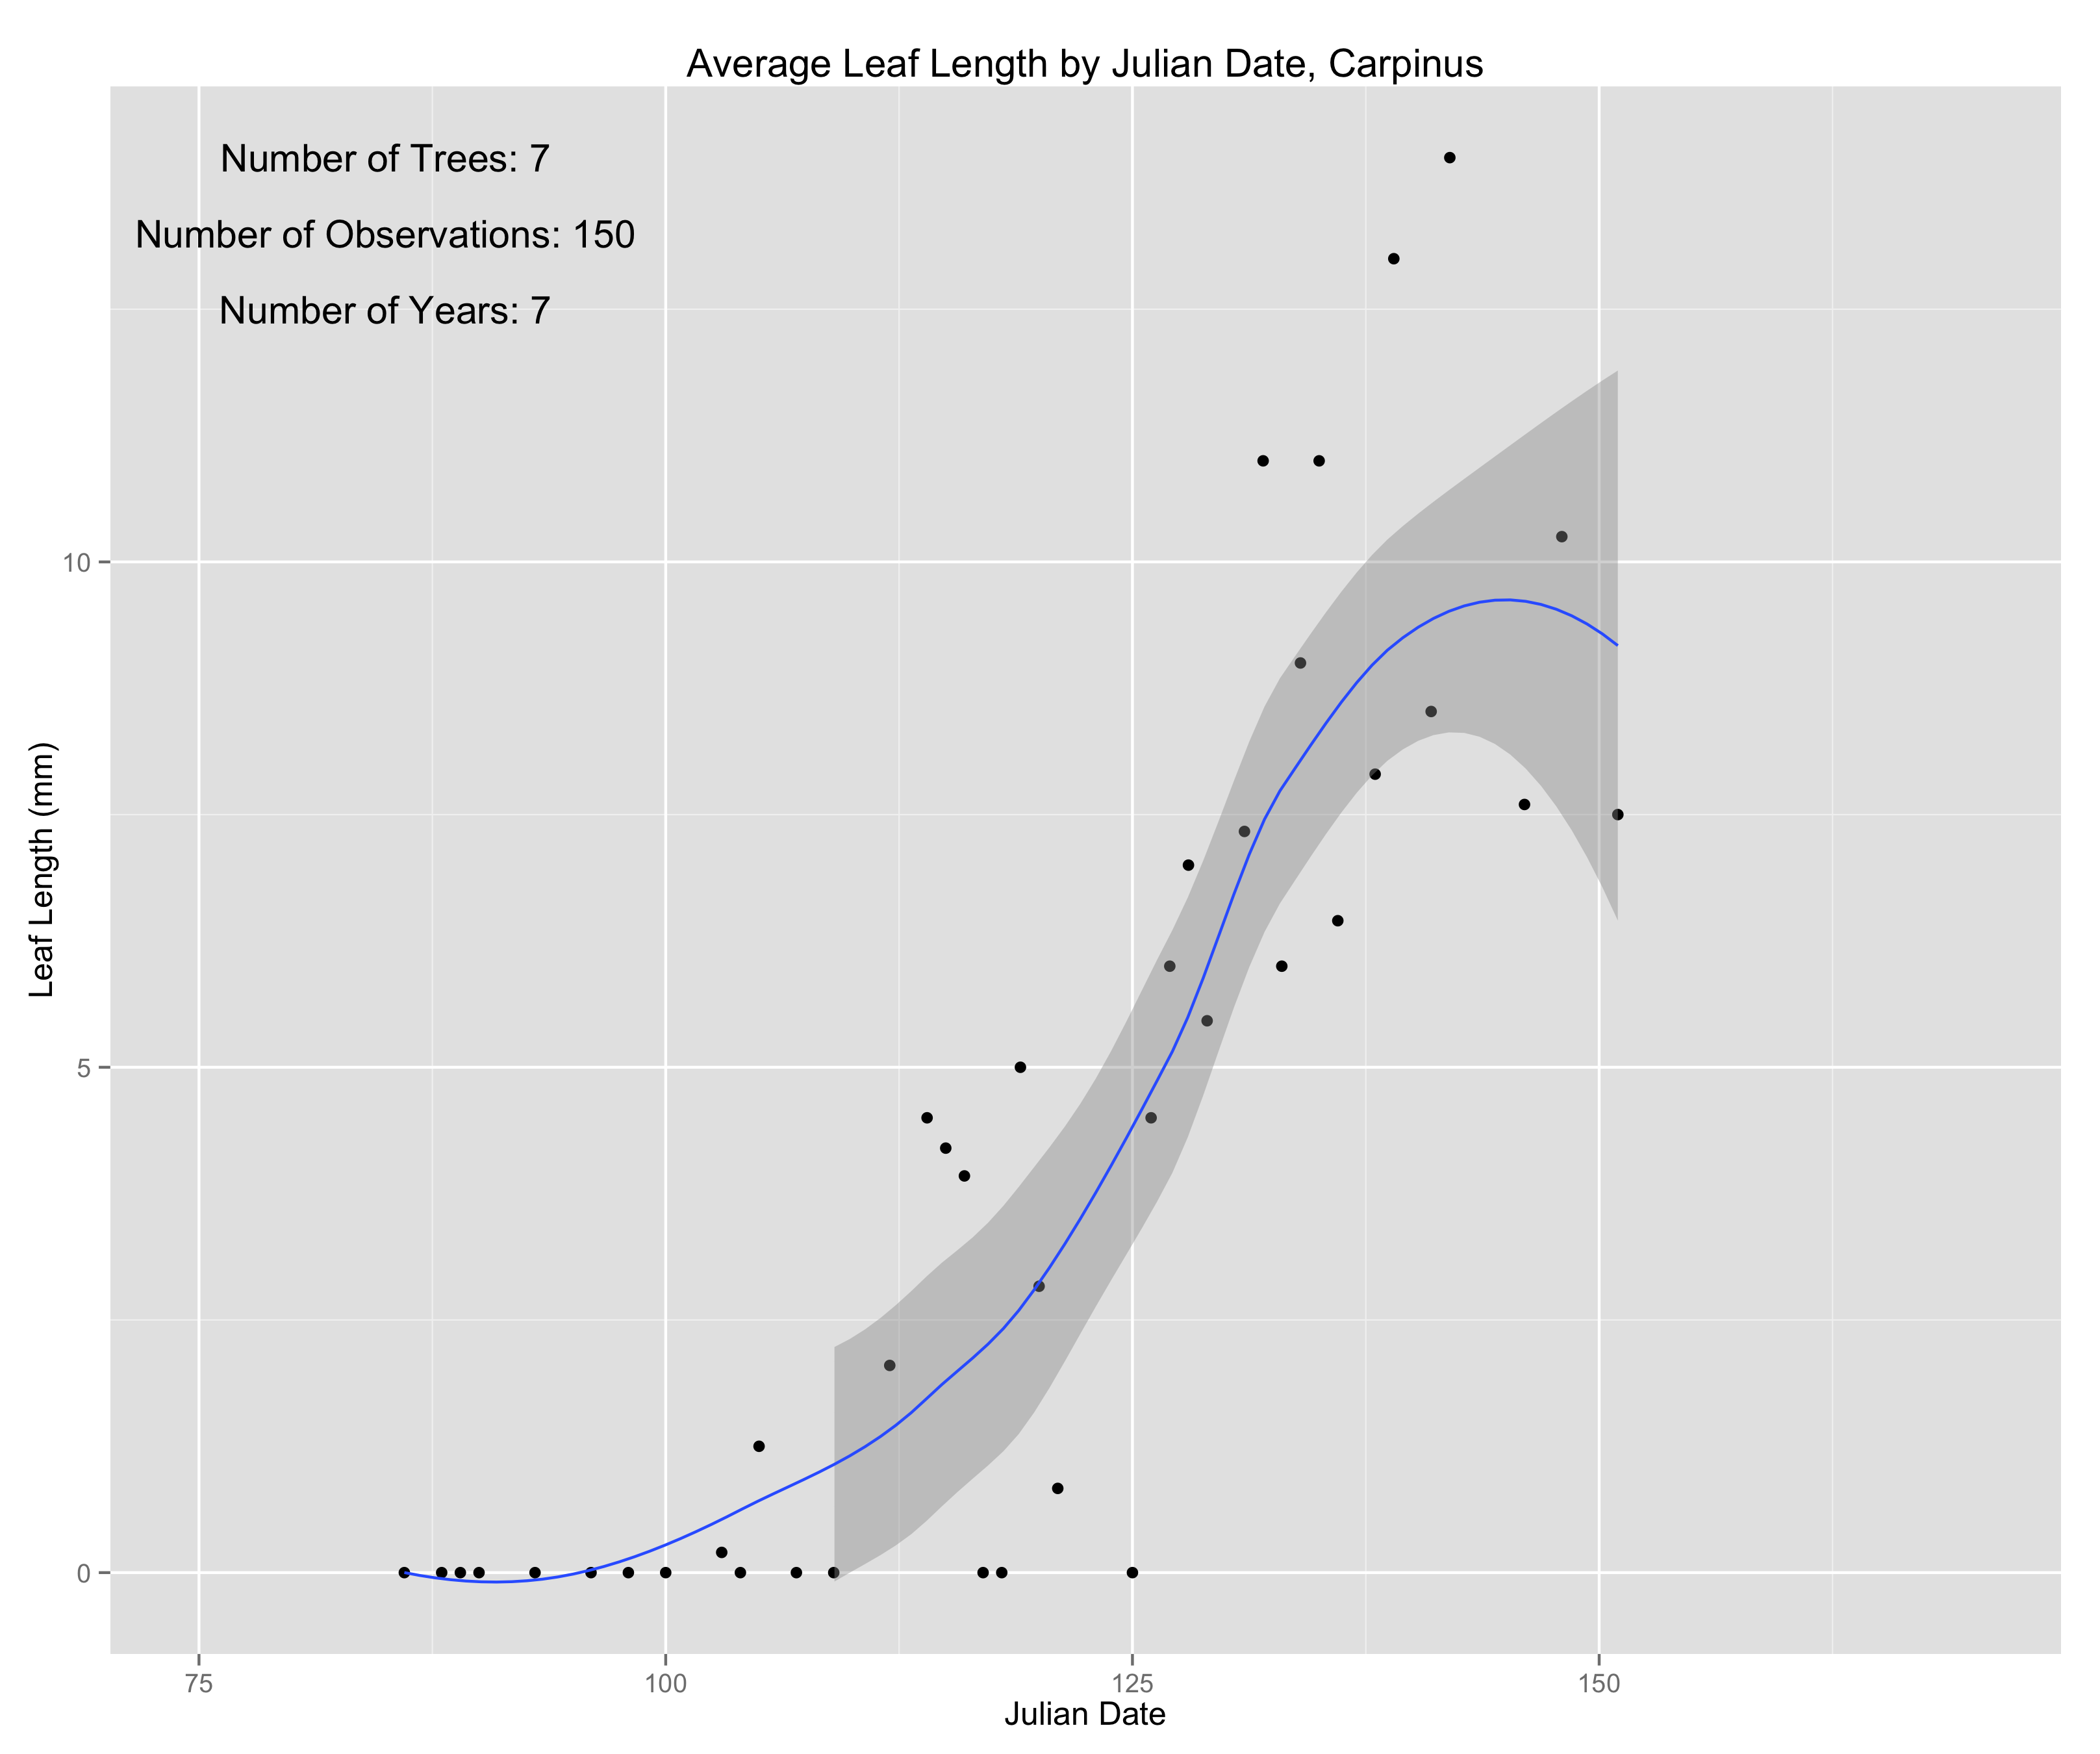 Average Leaf Length by Julian Date, Carpinus
Number of Trees: 7
Number of Observations: 150
Number of Years: 7
10
5
0
Leaf Length (mm)
75 100 125 150
Julian Date